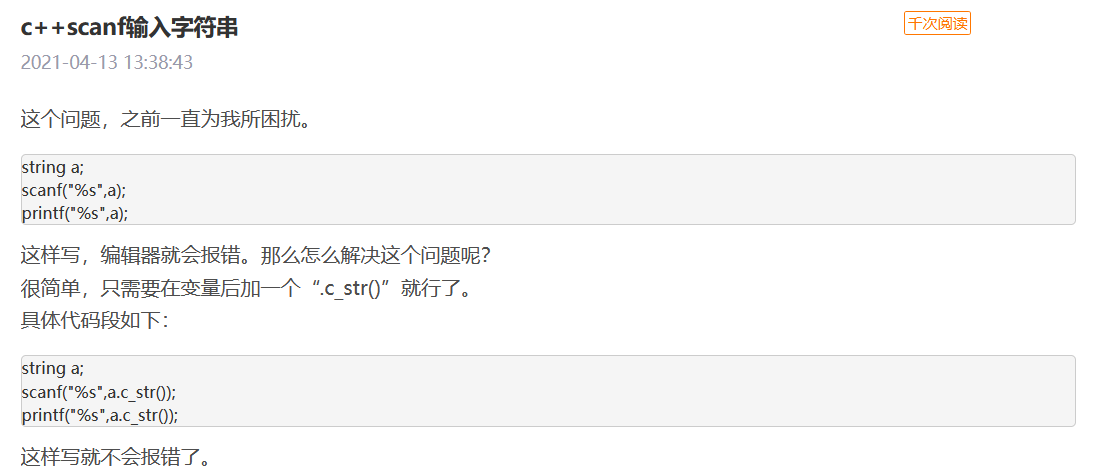 c++scanf输入字符串
千次阅读
2021-04-13 13:38:43
这个问题，之前一直为我所困扰。
string a;
scanf("%s",a);
printf("%s",a);
这样写，编辑器就会报错。那么怎么解决这个问题呢？
很简单，只需要在变量后加一个“.c_str()”就行了。
具体代码段如下：
string a;
scanf("%s",a.c_str());
printf("%s",a.c_str());
这样写就不会报错了。